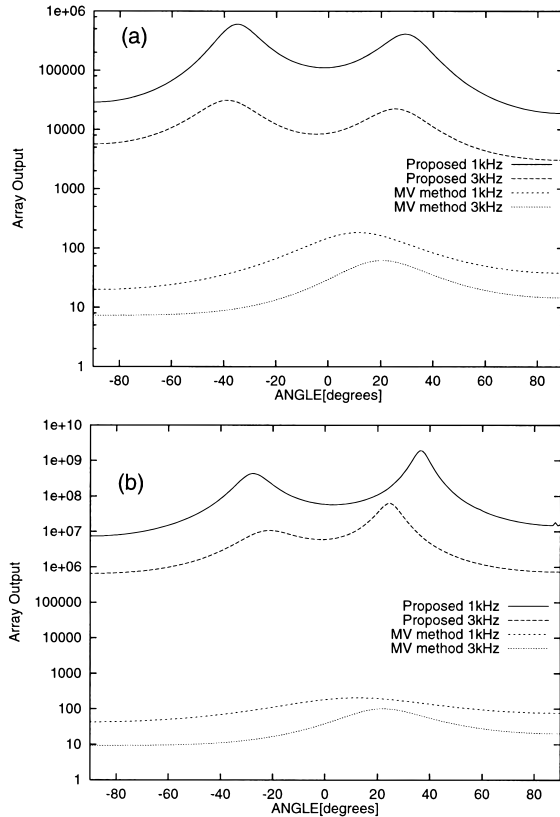 1e+06
(a)
100000
10000
1000
100
10
1
Array Output
Proposed 1kHz
Proposed 3kHz
MV method 1kHz
MV method 3kHz
-80 -60 -40 -20 0 20 40 60 80
ANGLE[degrees]
1e+10
(b)
1e+09
1e+08
1e+07
1e+06
100000
10000
1000
100
10
1
Array Output
Proposed 1kHz
Proposed 3kHz
MV method 1kHz
MV method 3kHz
-80 -60 -40 -20 0 20 40 60 80
ANGLE[degrees]